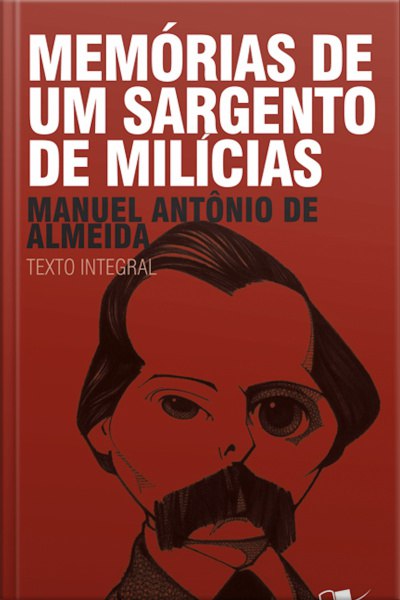 MEMÓRIAS DE
UM SARGENTO
DE MILÍCIAS
MANUEL ANTÔNIO DE
ALMEIDA
TEXTO INTEGRAL